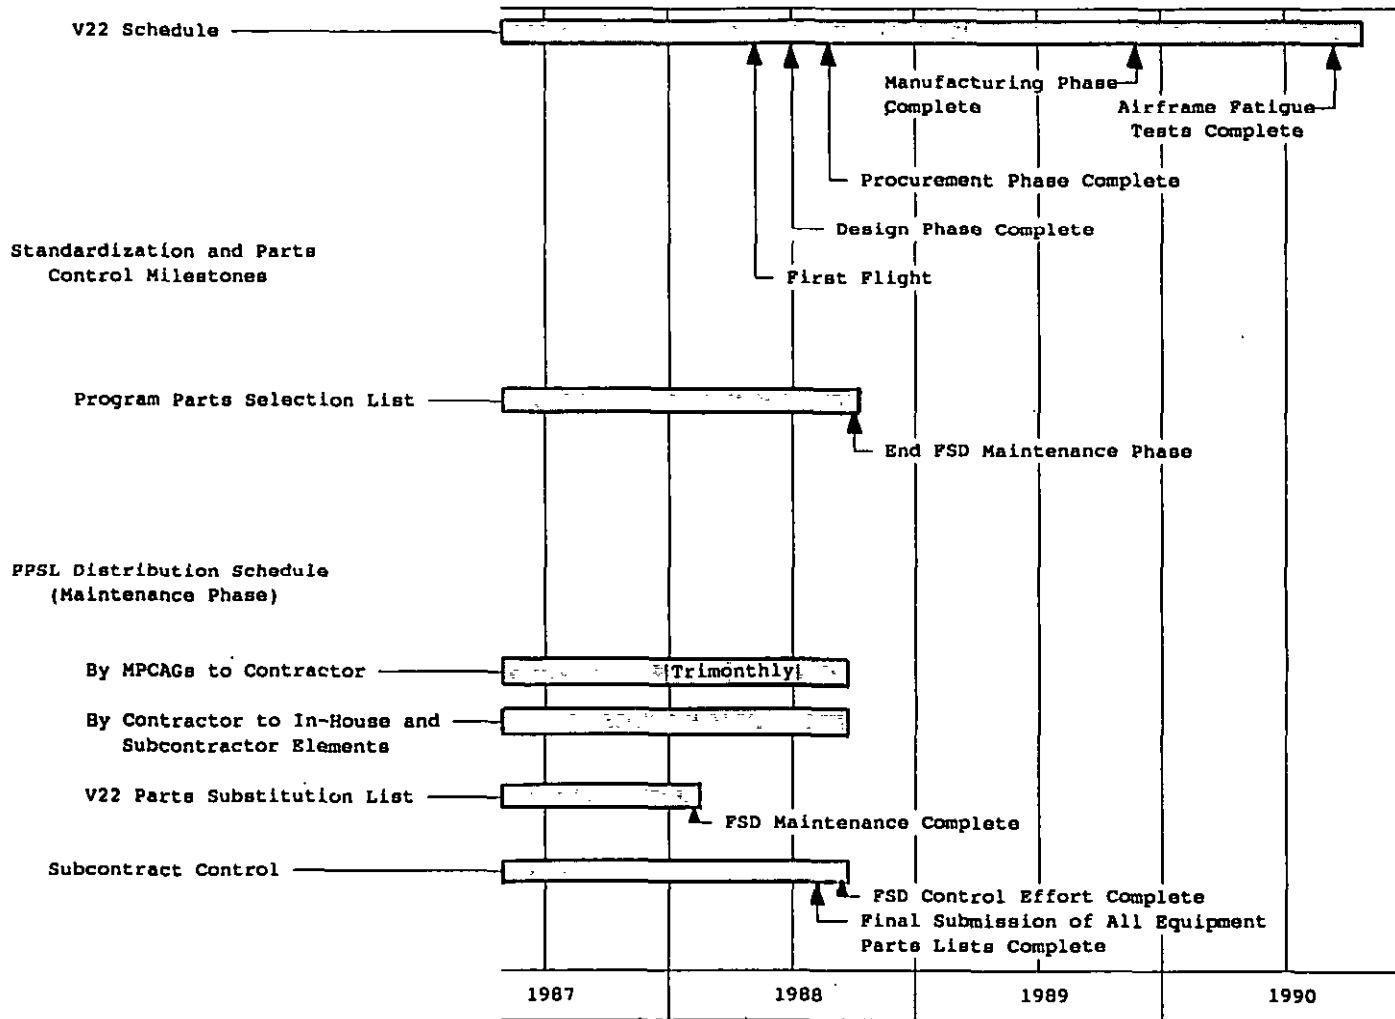 V22 Schedule
Manufacturing Phase
Complete
Airframe Fatigue
Tests Complete
Procurement Phase Complete
Design Phase Complete
First Flight
Standardization and Parts
Control Milestones
Program Parts Selection List
End FSD Maintenance Phase
PPSL Distribution Schedule
(Maintenance Phase)
By MPCAGs to Contractor
Trimonthly
By Contractor to In-House and
Subcontractor Elements
V22 Parts Substitution List
FSD Maintenance Complete
Subcontract Control
FSD Control Effort Complete
Final Submission of All Equipment
Parts Lists Complete
1987 1988 1989 1990